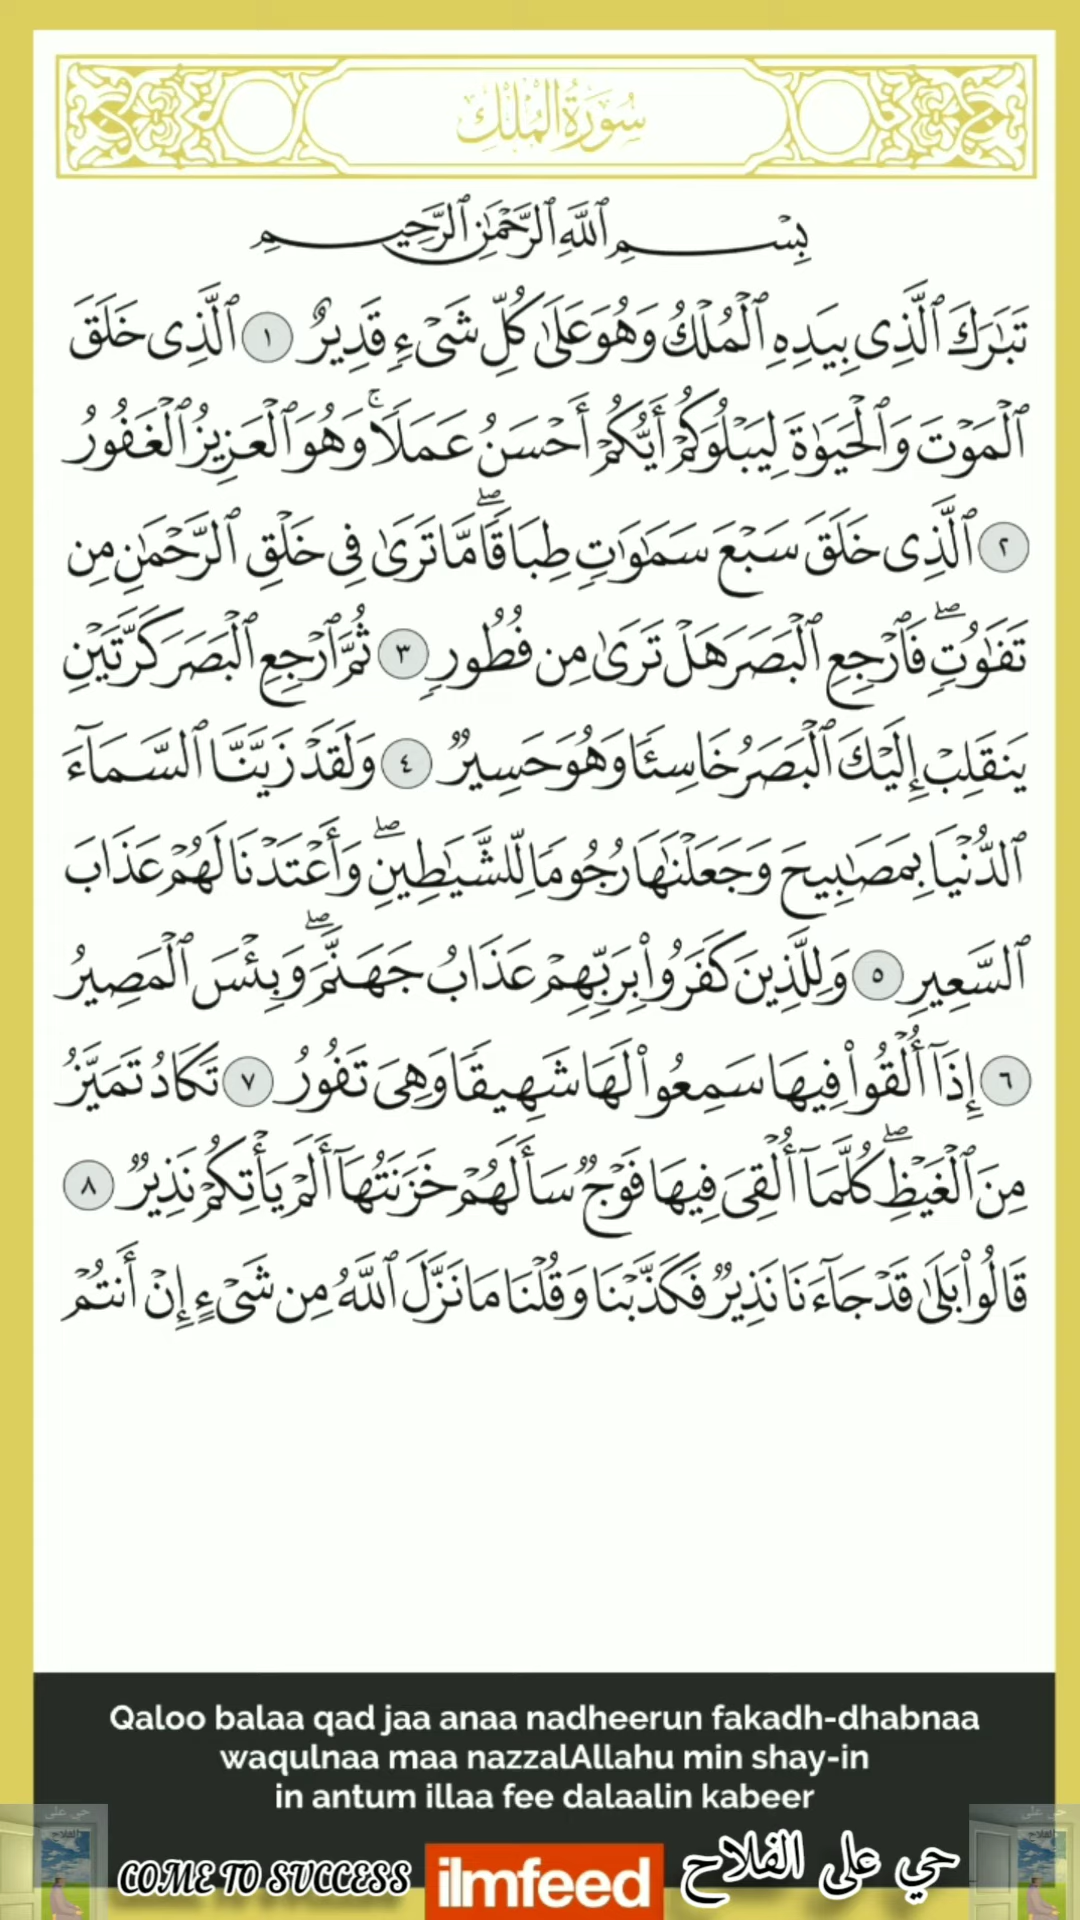 سُورَةُ الْمُلْكِ
بِسْمِ ٱللَّهِ ٱلرَّحْمَٰنِ ٱلرَّحِيمِ
تَبَٰرَكَ ٱلَّذِى بِيَدِهِ ٱلْمُلْكُ وَهُوَ عَلَىٰ كُلِّ شَىْءٍ قَدِيرٌ ١ ٱلَّذِى خَلَقَ
ٱلْمَوْتَ وَٱلْحَيَوٰةَ لِيَبْلُوَكُمْ أَيُّكُمْ أَحْسَنُ عَمَلًا ۚ وَهُوَ ٱلْعَزِيزُ ٱلْغَفُورُ
٢ ٱلَّذِى خَلَقَ سَبْعَ سَمَٰوَٰتٍ طِبَاقًا ۖ مَّا تَرَىٰ فِى خَلْقِ ٱلرَّحْمَٰنِ مِن
تَفَٰوُتٍ ۖ فَٱرْجِعِ ٱلْبَصَرَ هَلْ تَرَىٰ مِن فُطُورٍ ٣ ثُمَّ ٱرْجِعِ ٱلْبَصَرَ كَرَّتَيْنِ
يَنقَلِبْ إِلَيْكَ ٱلْبَصَرُ خَاسِئًا وَهُوَ حَسِيرٌ ٤ وَلَقَدْ زَيَّنَّا ٱلسَّمَآءَ
ٱلدُّنْيَا بِمَصَٰبِيحَ وَجَعَلْنَٰهَا رُجُومًا لِّلشَّيَٰطِينِ ۖ وَأَعْتَدْنَا لَهُمْ عَذَابَ
ٱلسَّعِيرِ ٥ وَلِلَّذِينَ كَفَرُوا۟ بِرَبِّهِمْ عَذَابُ جَهَنَّمَ ۖ وَبِئْسَ ٱلْمَصِيرُ
٦ إِذَآ أُلْقُوا۟ فِيهَا سَمِعُوا۟ لَهَا شَهِيقًا وَهِىَ تَفُورُ ٧ تَكَادُ تَمَيَّزُ
مِنَ ٱلْغَيْظِ ۖ كُلَّمَآ أُلْقِىَ فِيهَا فَوْجٌ سَأَلَهُمْ خَزَنَتُهَآ أَلَمْ يَأْتِكُمْ نَذِيرٌ ٨
قَالُوا۟ بَلَىٰ قَدْ جَآءَنَا نَذِيرٌ فَكَذَّبْنَا وَقُلْنَا مَا نَزَّلَ ٱللَّهُ مِن شَىْءٍ إِنْ أَنتُمْ
Qaloo balaa qad jaa anaa nadheerun fakadh-dhabnaa
waqulnaa maa nazzalAllahu min shay-in
in antum illaa fee dalaalin kabeer
COME TO SUCCESS ilmfeed حي على الفلاح